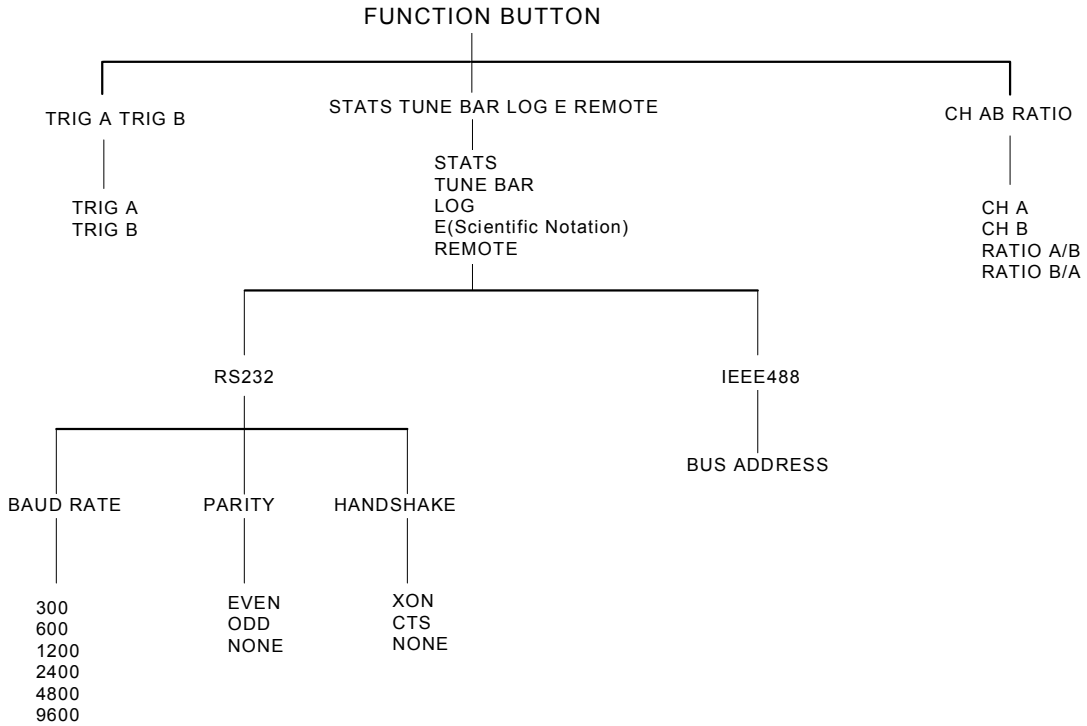 FUNCTION BUTTON
TRIG A TRIG B
STATS TUNE BAR LOG E REMOTE
CH AB RATIO
TRIG A
TRIG B
STATS
TUNE BAR
LOG
E(Scientific Notation)
REMOTE
CH A
CH B
RATIO A/B
RATIO B/A
RS232
IEEE488
BUS ADDRESS
BAUD RATE
PARITY
HANDSHAKE
300
600
1200
2400
4800
9600
EVEN
ODD
NONE
XON
CTS
NONE